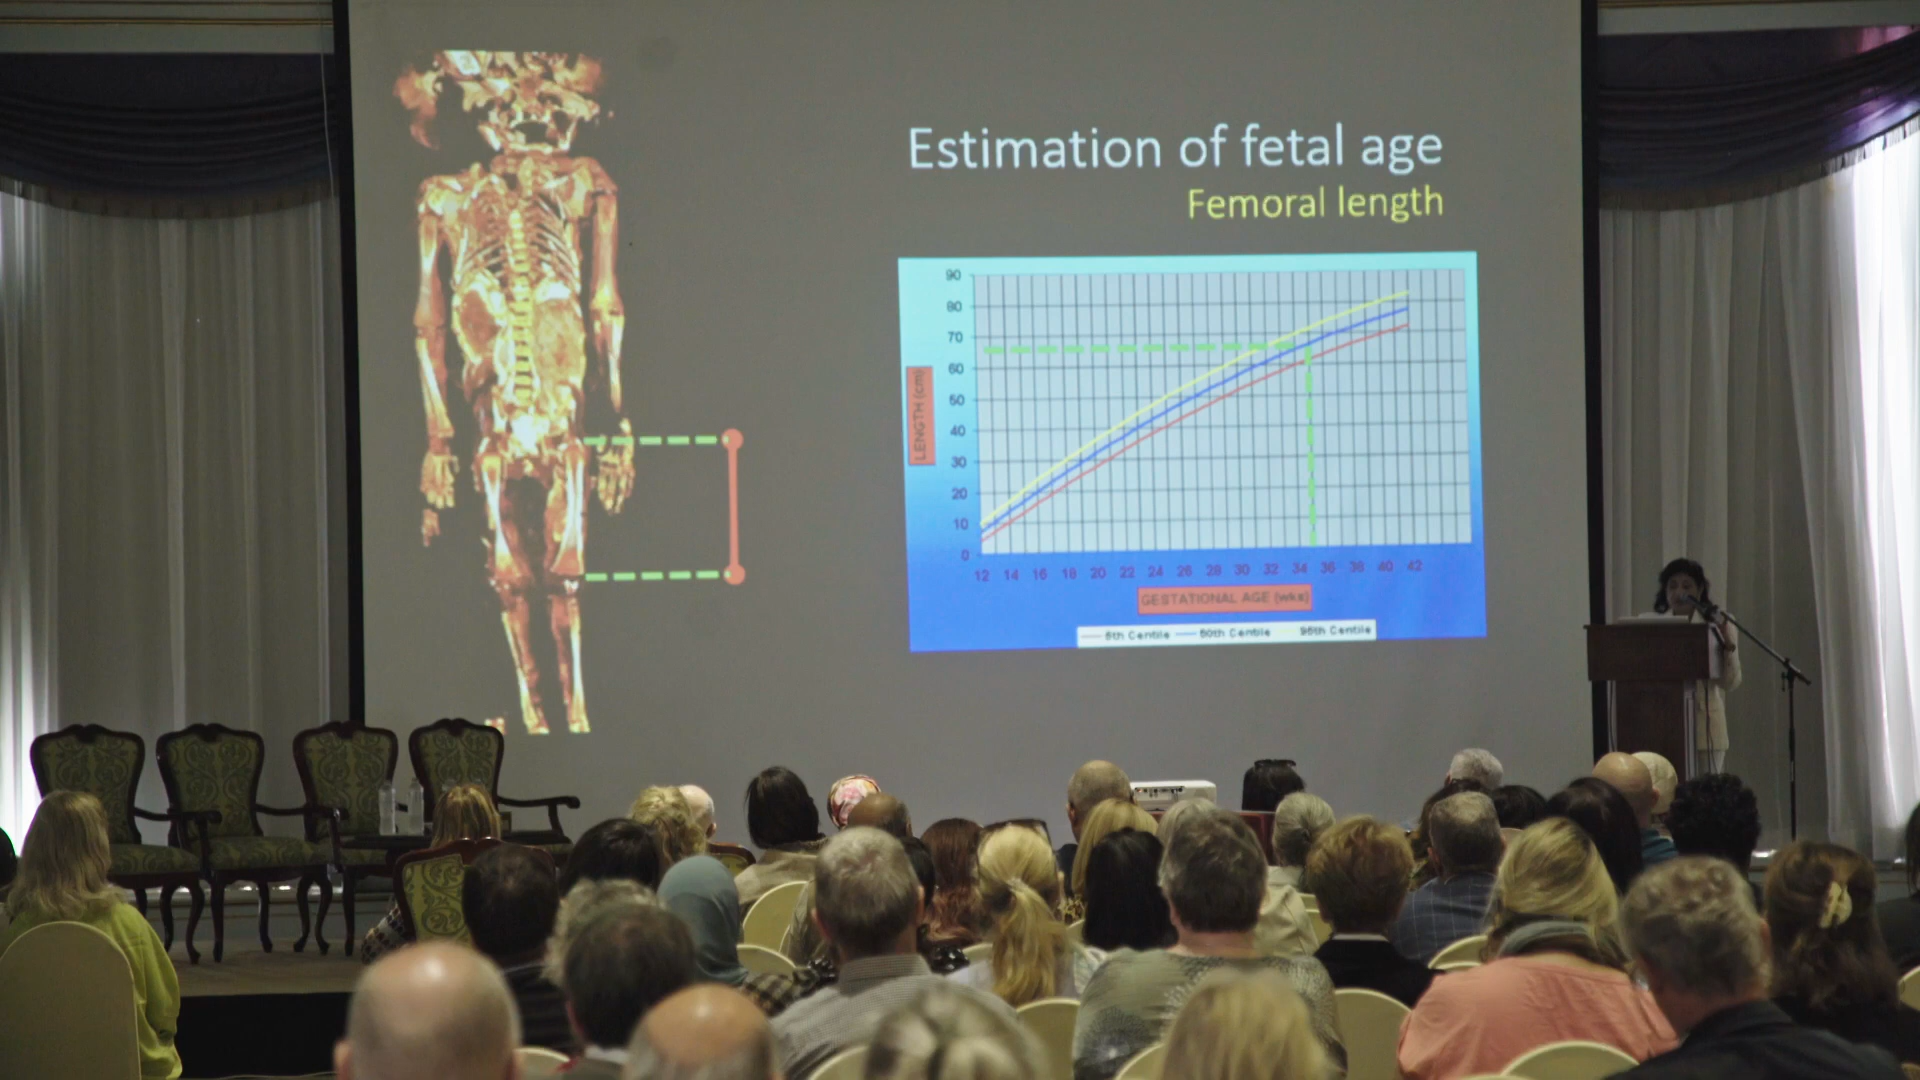 Estimation of fetal age
Femoral length
LENGTH (cm)
90
80
70
60
50
40
30
20
10
0
12 14 16 18 20 22 24 26 28 30 32 34 36 38 40 42
GESTATIONAL AGE (wks)
5th Centile 50th Centile 95th Centile